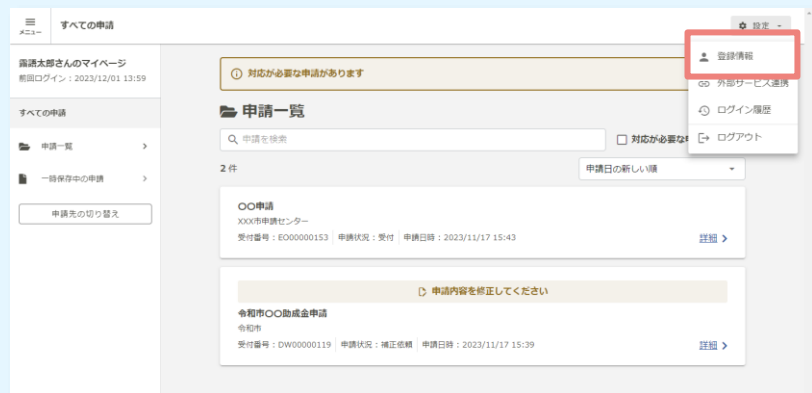 メニュー
すべての申請
設定
露語太郎さんのマイページ
前回ログイン：2023/12/01 13:59
すべての申請
申請一覧
一時保存中の申請
申請先の切り替え
対応が必要な申請があります
申請一覧
申請を検索
対応が必要な
2 件
申請日の新しい順
〇〇申請
XXX市申請センター
受付番号：EO00000153 申請状況：受付 申請日時：2023/11/17 15:43
詳細
申請内容を修正してください
令和市〇〇助成金申請
令和市
受付番号：DW00000119 申請状況：補正依頼 申請日時：2023/11/17 15:39
詳細
登録情報
外部サービス連携
ログイン履歴
ログアウト